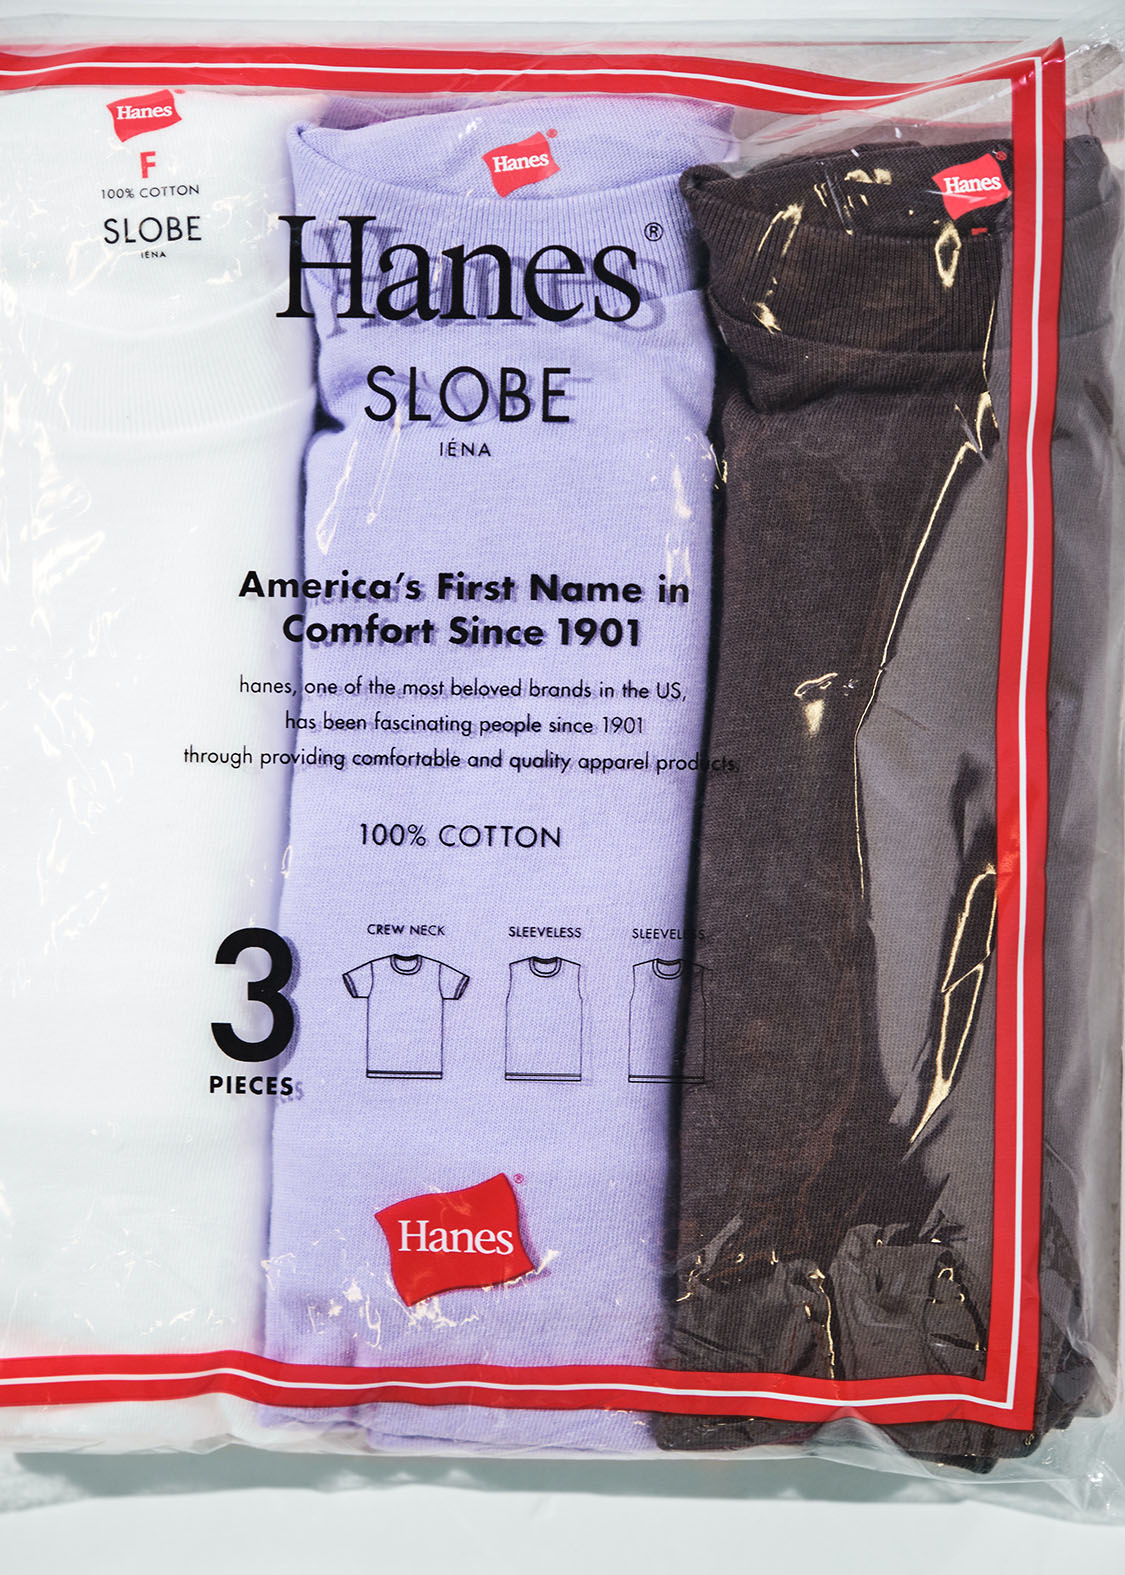 Hanes
F
100% COTTON
SLOBE
IÉNA
Hanes®
Hanes®
Hanes®
SLOBE
IÉNA
America's First Name in
Comfort Since 1901
hanes, one of the most beloved brands in the US,
has been fascinating people since 1901
through providing comfortable and quality apparel products.
100% COTTON
CREW NECK
SLEEVELESS
SLEEVELESS
3
PIECES
Hanes®